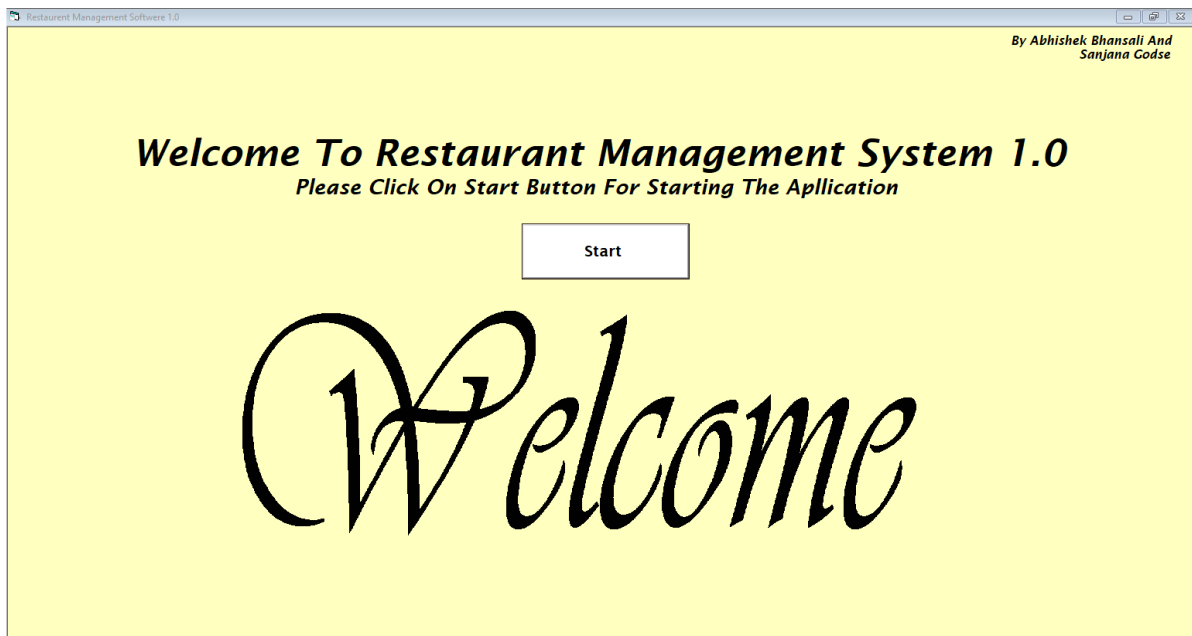 Restaurent Management Softwere 1.0
By Abhishek Bhansali And
Sanjana Godse
Welcome To Restaurant Management System 1.0
Please Click On Start Button For Starting The Apllication
Start
Welcome